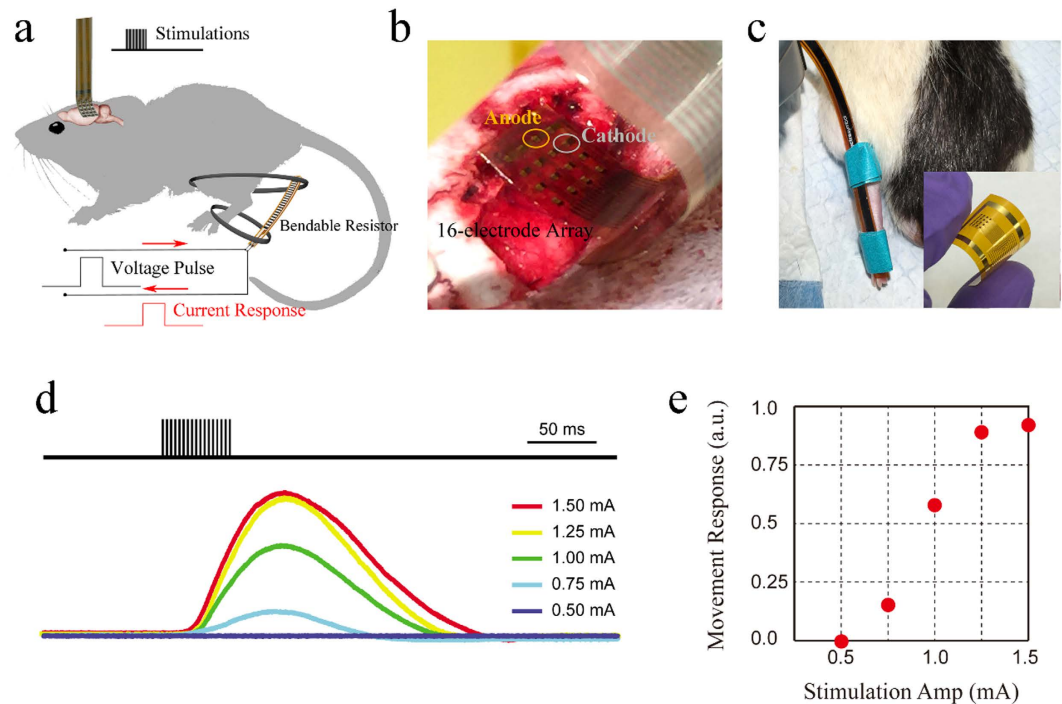 a
Stimulations
Bendable Resistor
Voltage Pulse
Current Response
b
Anode
Cathode
16-electrode Array
c
d
50 ms
1.50 mA
1.25 mA
1.00 mA
0.75 mA
0.50 mA
e
Movement Response (a.u.)
1.0
0.75
0.5
0.25
0.0
0.5
1.0
1.5
Stimulation Amp (mA)